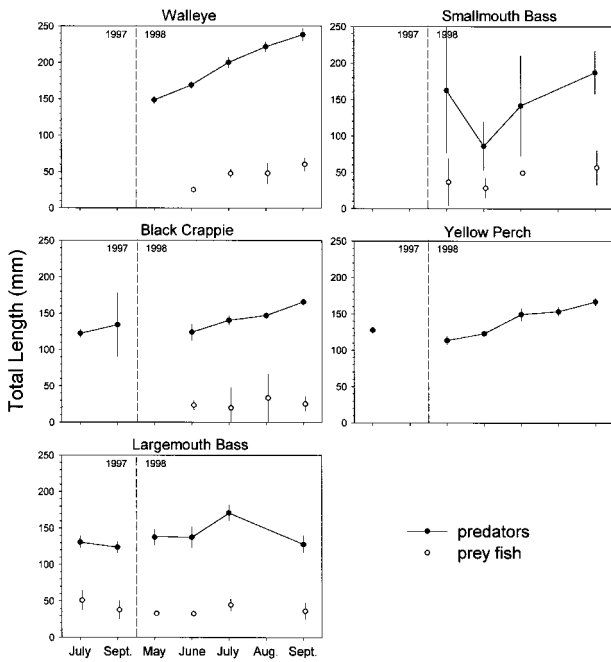 Walleye
Smallmouth Bass
250
200
150
100
50
0
1997
1998
250
200
150
100
50
0
1997
1998
Black Crappie
Yellow Perch
250
200
150
100
50
0
1997
1998
250
200
150
100
50
0
1997
1998
Total Length (mm)
Largemouth Bass
250
200
150
100
50
0
1997
1998
July
Sept.
May
June
July
Aug.
Sept.
predators
prey fish